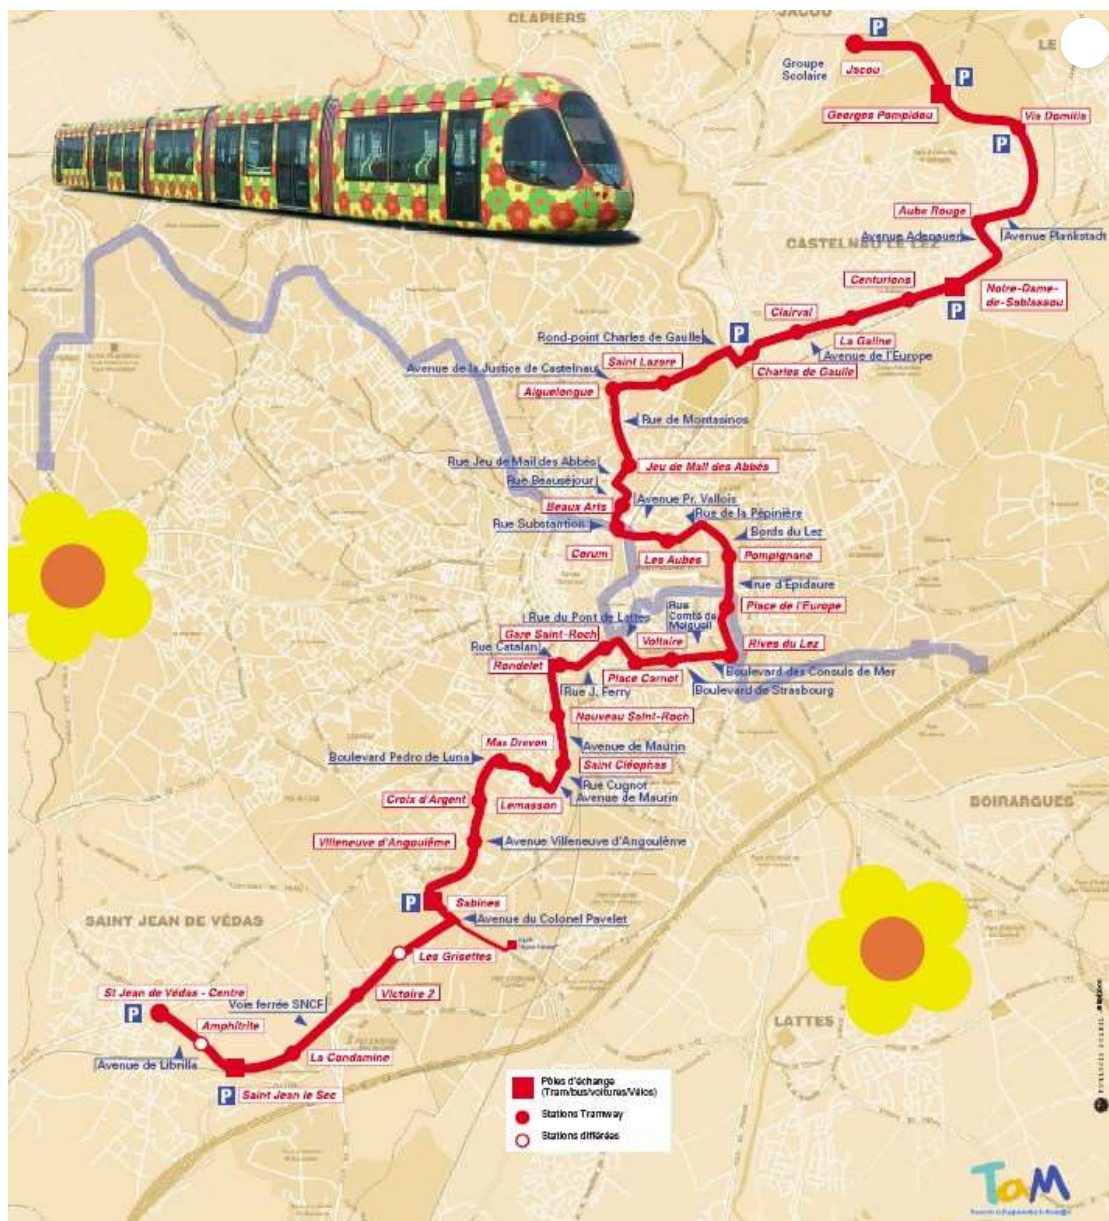 CLAPIERS
JACOU
LE
Groupe
Scolaire
Jacou
P
P
Georges Pompidou
Via Domitia
P
Aube Rouge
Avenue Adenauer
Avenue Plankstadt
CASTELNAU LE LEZ
Centurions
Notre-Dame-
de-Sablassou
P
Clairval
La Galine
Avenue de l'Europe
P
Rond-point Charles de Gaulle
Charles de Gaulle
Saint Lazare
Avenue de la Justice de Castelnau
Aiguelongue
Rue de Montasinos
Rue Jeu de Mail des Abbés
Jeu de Mail des Abbés
Rue Beauséjour
Beaux Arts
Avenue Pr. Vallois
Rue de la Pépinière
Rue Substantion
Bords du Lez
Corum
Les Aubes
Pompignane
rue d'Epidaure
Place de l'Europe
Rue du Pont de Lattes
Rue
Comté de
Melgueil
Gare Saint-Roch
Voltaire
Rives du Lez
Rue Catalan
Rondelet
Place Carnot
Boulevard des Consuls de Mer
Rue J. Ferry
Boulevard de Strasbourg
Nouveau Saint-Roch
Mas Drevon
Avenue de Maurin
Boulevard Pedro de Luna
Saint Cléophas
Rue Cugnot
Croix d'Argent
Lemasson
Avenue de Maurin
BOIRARGUES
Villeneuve d'Angoulême
Avenue Villeneuve d'Angoulême
P
Sabines
SAINT JEAN DE VÉDAS
Avenue du Colonel Pavelet
Les Grisettes
St Jean de Védas - Centre
Victoire 2
Voie ferrée SNCF
P
Amphitrite
LATTES
Avenue de Librilla
La Condamine
P
Saint Jean le Sec
Pôles d'échange
(Tram/bus/voitures/Vélos)
Stations Tramway
Stations différées
TaM